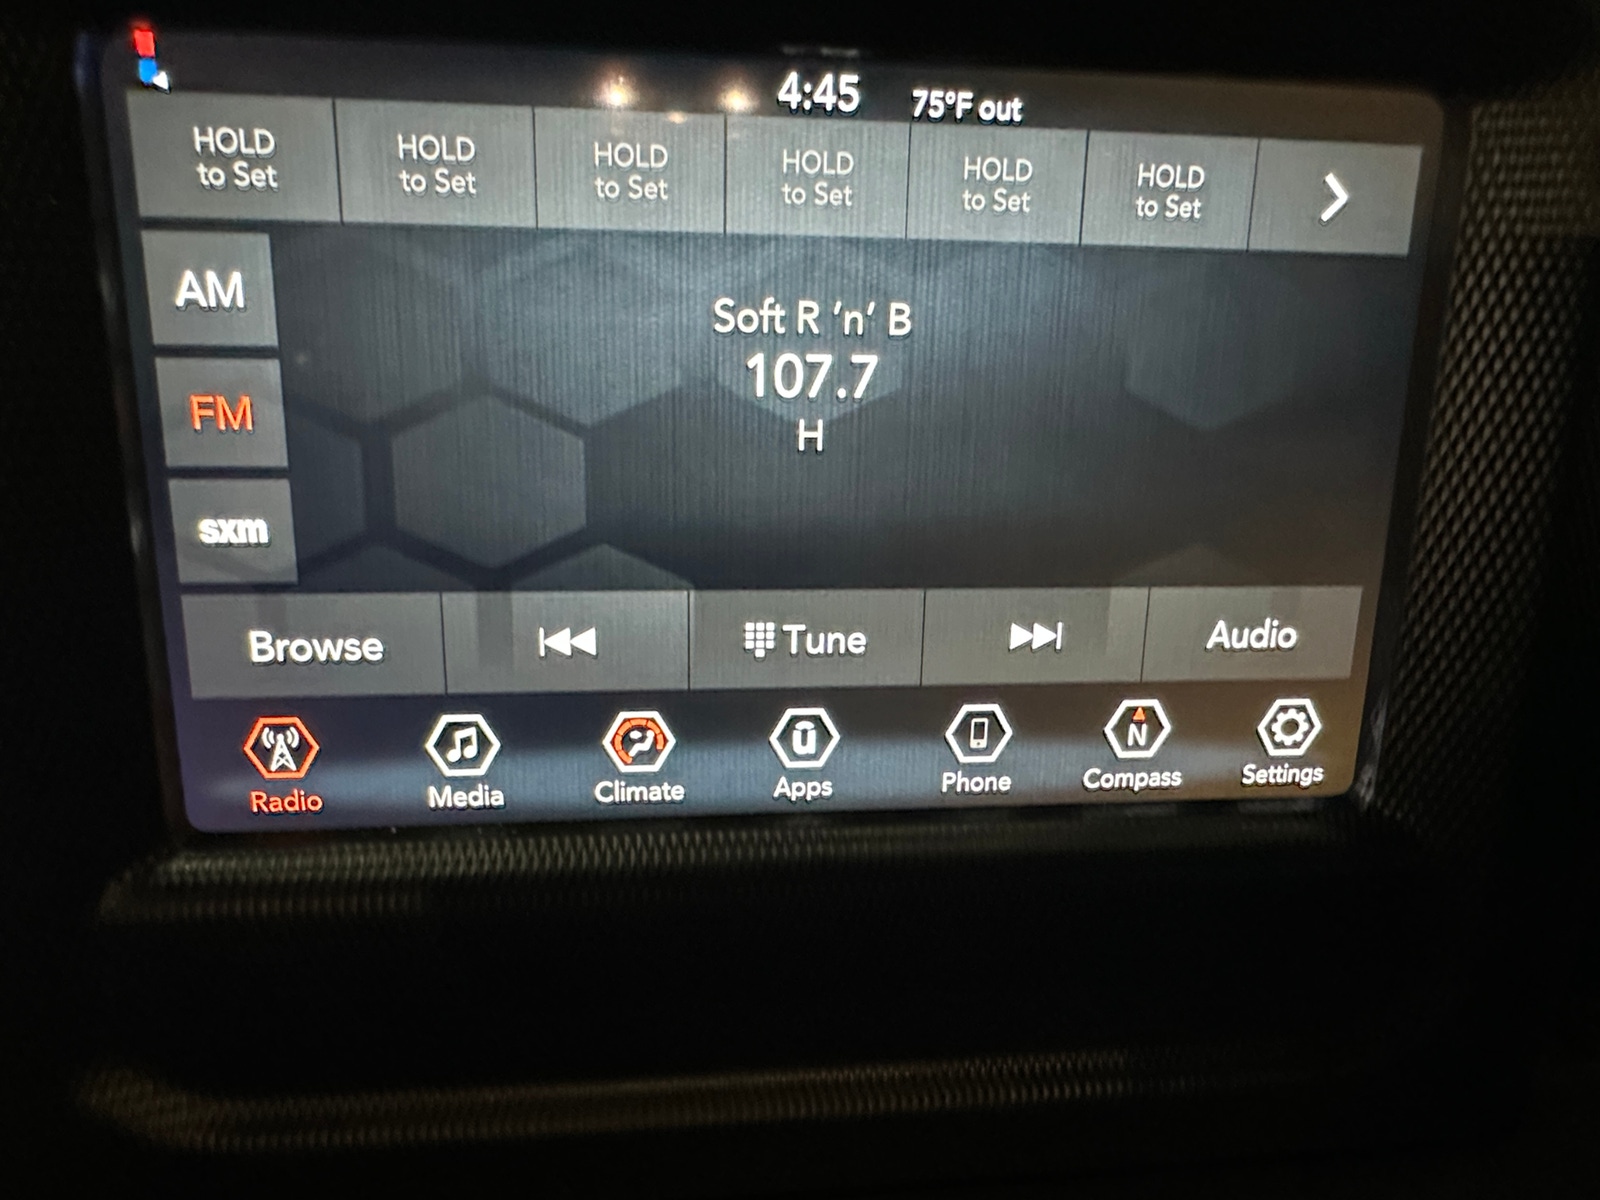 4:45 75°F out
HOLD to Set
HOLD to Set
HOLD to Set
HOLD to Set
HOLD to Set
HOLD to Set
AM
Soft R 'n' B
107.7
FM
H
sxm
Browse
Tune
Audio
N
Radio
Media
Climate
Apps
Phone
Compass
Settings